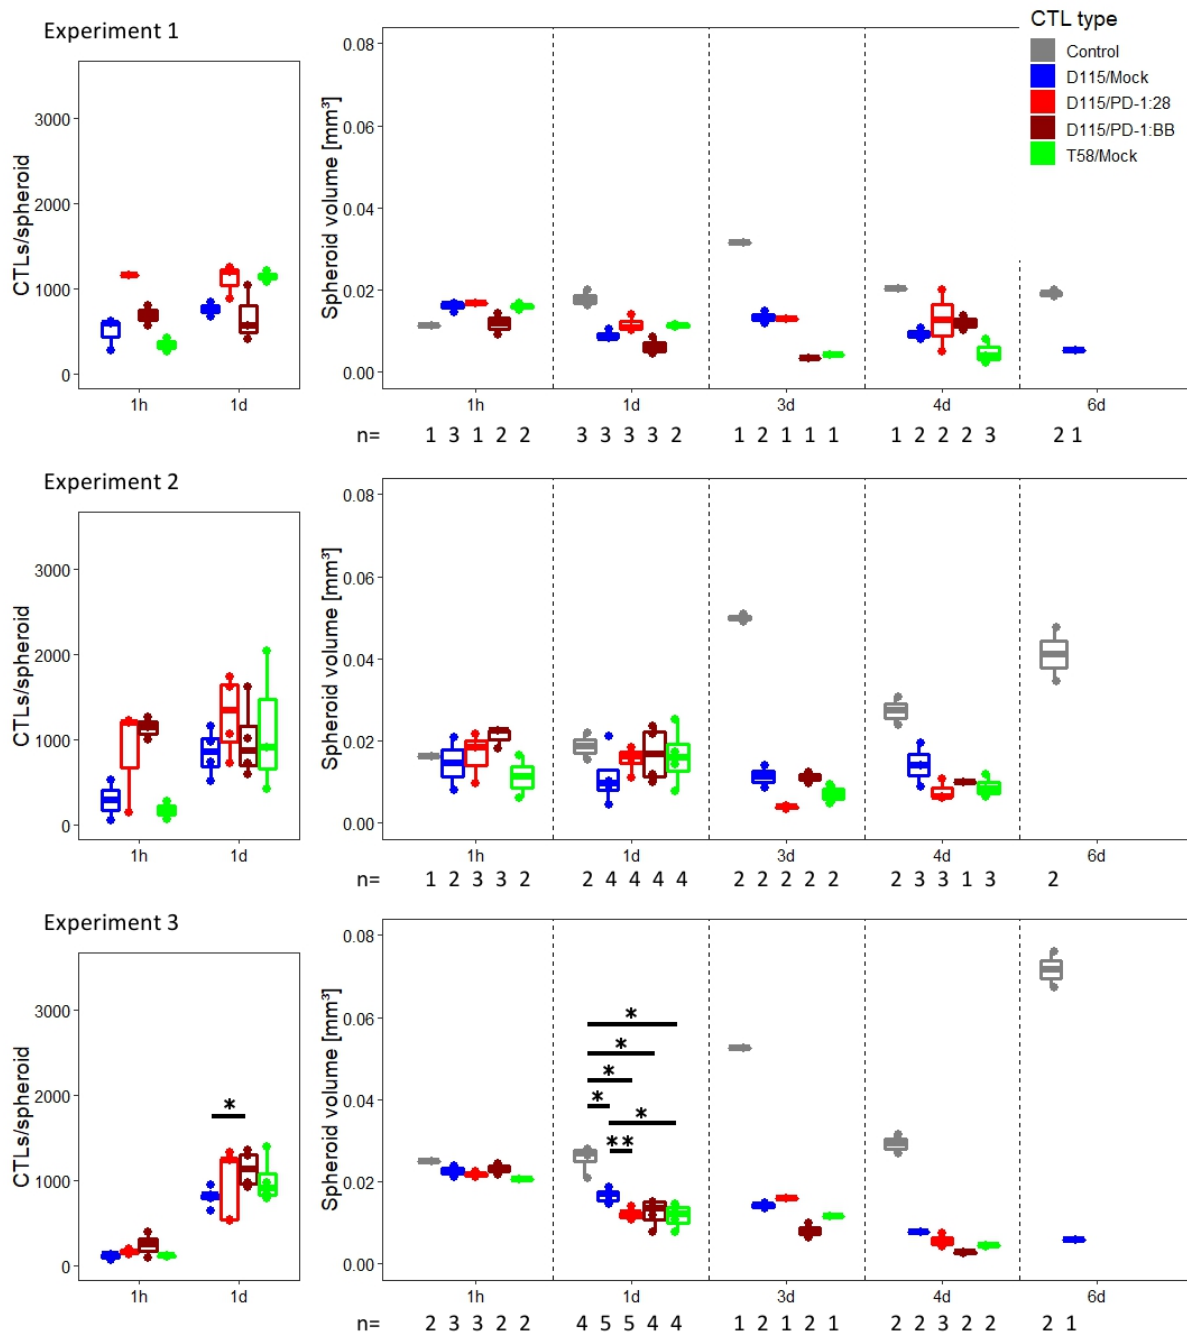 Experiment 1
CTL type
Control
D115/Mock
D115/PD-1:28
D115/PD-1:BB
T58/Mock
CTLs/spheroid
3000
2000
1000
0
1h 1d
Spheroid volume [mm³]
0.08
0.06
0.04
0.02
0.00
1h 1d 3d 4d 6d
n= 1 3 1 2 2 3 3 3 3 2 1 2 1 1 1 1 2 2 2 3 2 1
Experiment 2
CTLs/spheroid
3000
2000
1000
0
1h 1d
Spheroid volume [mm³]
0.08
0.06
0.04
0.02
0.00
1h 1d 3d 4d 6d
n= 1 2 3 3 2 2 4 4 4 4 2 2 2 2 2 2 3 3 1 3 2
Experiment 3
CTLs/spheroid
3000
2000
1000
0
*
1h 1d
Spheroid volume [mm³]
0.08
0.06
0.04
0.02
0.00
*
*
*
*
*
**
1h 1d 3d 4d 6d
n= 2 3 3 2 2 4 5 5 4 4 1 2 1 2 1 2 2 3 2 2 2 1